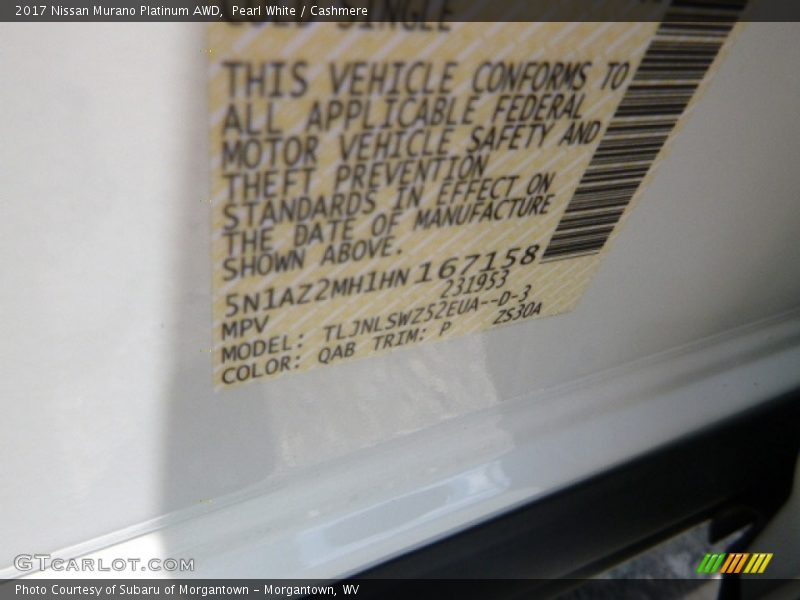 2017 Nissan Murano Platinum AWD, Pearl White / Cashmere
SINGLE
THIS VEHICLE CONFORMS TO
ALL APPLICABLE FEDERAL
MOTOR VEHICLE SAFETY AND
THEFT PREVENTION
STANDARDS IN EFFECT ON
THE DATE OF MANUFACTURE
SHOWN ABOVE.
5N1AZ2MH1HN167158
MPV 231953
MODEL: TLJNLSWZ52EUA--D-3
COLOR: QAB TRIM: P ZS30A
GTCARLOT.COM
Photo Courtesy of Subaru of Morgantown - Morgantown, WV